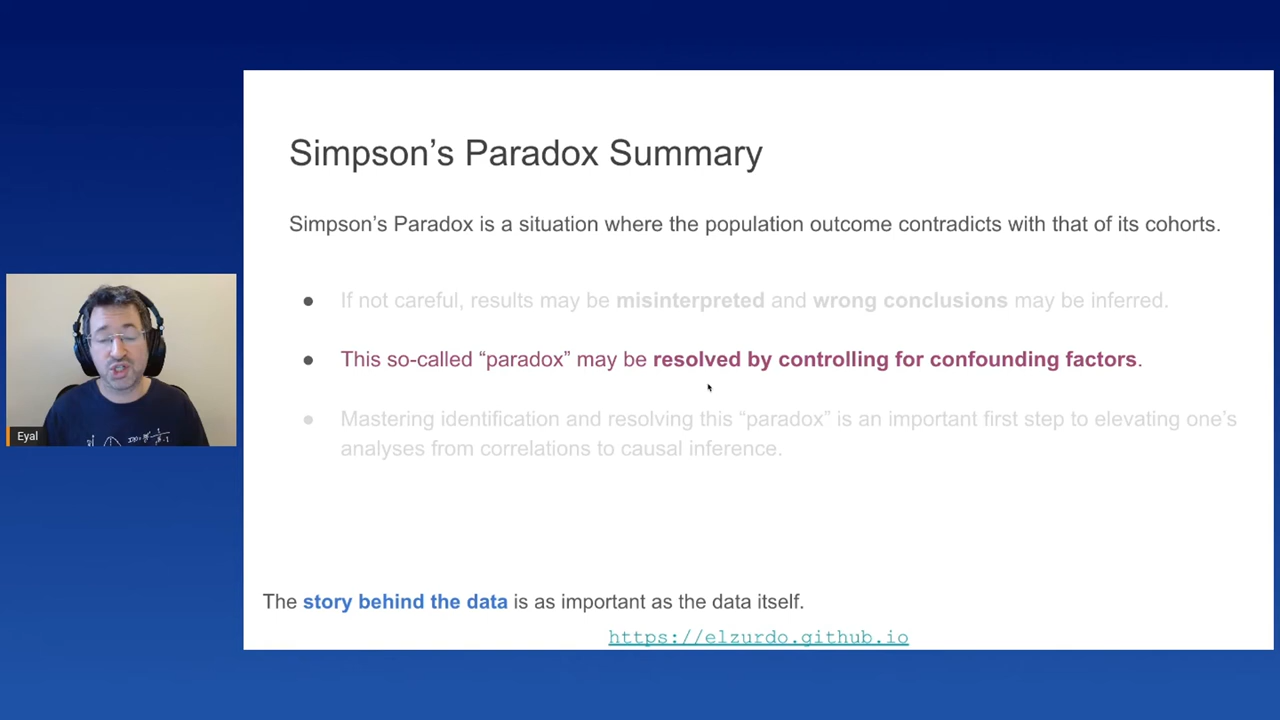 Simpson’s Paradox Summary
Simpson’s Paradox is a situation where the population outcome contradicts with that of its cohorts.
● If not careful, results may be misinterpreted and wrong conclusions may be inferred.
● This so-called “paradox” may be resolved by controlling for confounding factors.
● Mastering identification and resolving this “paradox” is an important first step to elevating one’s
analyses from correlations to causal inference.
Eyal
The story behind the data is as important as the data itself.
https://elzurdo.github.io